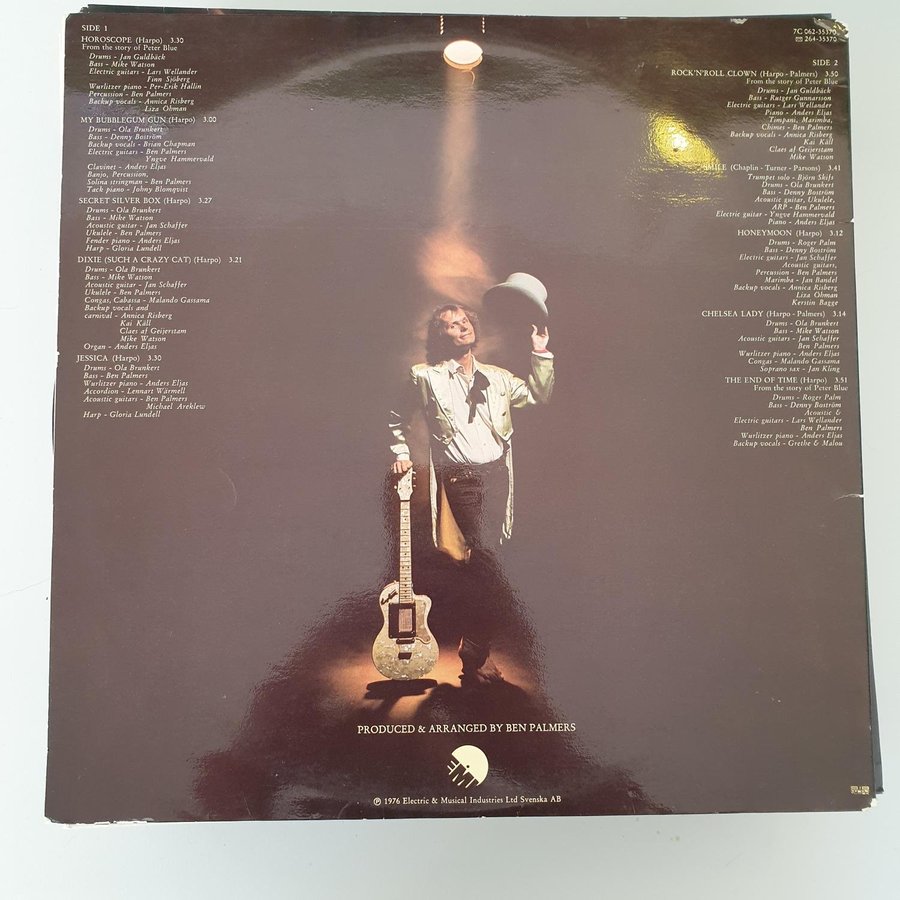 SIDE 1
HOROSCOPE (Harpo) 3.30
From the story of Peter Blue
Drums - Jan Guldbäck
Bass - Mike Watson
Electric guitars - Lars Wellander
Finn Sjöberg
Wurlitzer piano - Per-Erik Hallin
Percussion - Ben Palmers
Backup vocals - Annica Risberg
Liza Öhman
MY BUBBLEGUM GUN (Harpo) 3.00
Drums - Ola Brunkert
Bass - Denny Boström
Backup vocals - Brian Chapman
Electric guitars - Ben Palmers
Yngve Hammervald
Clavinet - Anders Eljas
Banjo, Percussion,
Solina stringman - Ben Palmers
Tack piano - Johny Blomqvist
SECRET SILVER BOX (Harpo) 3.27
Drums - Ola Brunkert
Bass - Mike Watson
Acoustic guitar - Jan Schaffer
Ukulele - Ben Palmers
Fender piano - Anders Eljas
Harp - Gloria Lundell
DIXIE (SUCH A CRAZY CAT) (Harpo) 3.21
Drums - Ola Brunkert
Bass - Mike Watson
Acoustic guitar - Jan Schaffer
Ukulele - Ben Palmers
Congas, Cabassa - Malando Gassama
Backup vocals and
carnival - Annica Risberg
Kai Käll
Claes af Geijerstam
Mike Watson
Organ - Anders Eljas
JESSICA (Harpo) 3.30
Drums - Ola Brunkert
Bass - Ben Palmers
Wurlitzer piano - Anders Eljas
Accordion - Lennart Wärmell
Acoustic guitars - Ben Palmers
Michael Areklew
Harp - Gloria Lundell
7C 062-35370
264-35370
SIDE 2
ROCK'N'ROLL CLOWN (Harpo - Palmers) 3.50
From the story of Peter Blue
Drums - Jan Guldbäck
Bass - Rutger Gunnarsson
Electric guitars - Lars Wellander
Piano - Anders Eljas
Timpani, Marimba,
Chimes - Ben Palmers
Backup vocals - Annica Risberg
Kai Käll
Claes af Geijerstam
Mike Watson
SMILE (Chaplin - Turner - Parsons) 3.41
Trumpet solo - Björn Skifs
Drums - Ola Brunkert
Bass - Denny Boström
Acoustic guitar, Ukulele,
ARP - Ben Palmers
Electric guitar - Yngve Hammervald
Piano - Anders Eljas
HONEYMOON (Harpo) 3.12
Drums - Roger Palm
Bass - Denny Boström
Electric guitars - Jan Schaffer
Acoustic guitars,
Percussion - Ben Palmers
Marimba - Jan Bandel
Backup vocals - Annica Risberg
Liza Öhman
Kerstin Bagge
CHELSEA LADY (Harpo - Palmers) 3.14
Drums - Ola Brunkert
Bass - Mike Watson
Acoustic guitars - Jan Schaffer
Ben Palmers
Wurlitzer piano - Anders Eljas
Congas - Malando Gassama
Soprano sax - Jan Kling
THE END OF TIME (Harpo) 3.51
From the story of Peter Blue
Drums - Roger Palm
Bass - Denny Boström
Acoustic &
Electric guitars - Lars Wellander
Ben Palmers
Wurlitzer piano - Anders Eljas
Backup vocals - Grethe & Malou
PRODUCED & ARRANGED BY BEN PALMERS
EMI
℗ 1976 Electric & Musical Industries Ltd Svenska AB